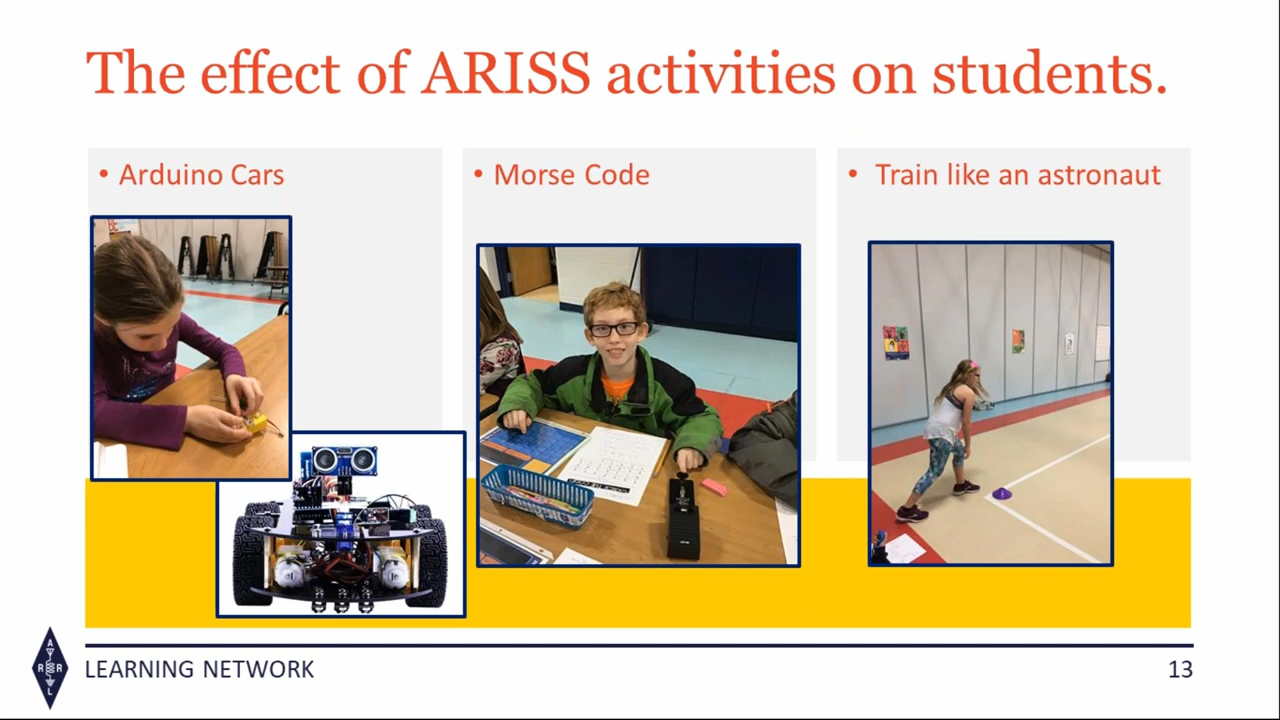 The effect of ARISS activities on students.
• Arduino Cars
• Morse Code
• Train like an astronaut
A
R R
L
LEARNING NETWORK
13